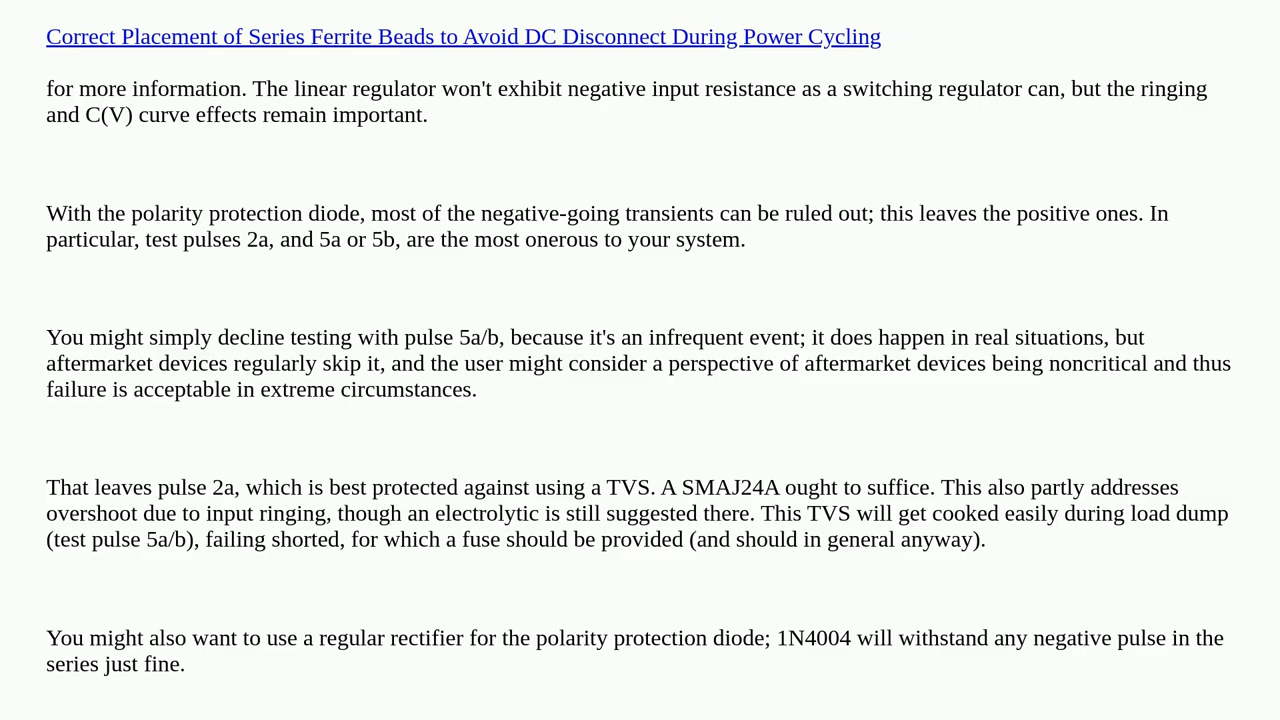 Correct Placement of Series Ferrite Beads to Avoid DC Disconnect During Power Cycling
for more information. The linear regulator won't exhibit negative input resistance as a switching regulator can, but the ringing
and C(V) curve effects remain important.
With the polarity protection diode, most of the negative-going transients can be ruled out; this leaves the positive ones. In
particular, test pulses 2a, and 5a or 5b, are the most onerous to your system.
You might simply decline testing with pulse 5a/b, because it's an infrequent event; it does happen in real situations, but
aftermarket devices regularly skip it, and the user might consider a perspective of aftermarket devices being noncritical and thus
failure is acceptable in extreme circumstances.
That leaves pulse 2a, which is best protected against using a TVS. A SMAJ24A ought to suffice. This also partly addresses
overshoot due to input ringing, though an electrolytic is still suggested there. This TVS will get cooked easily during load dump
(test pulse 5a/b), failing shorted, for which a fuse should be provided (and should in general anyway).
You might also want to use a regular rectifier for the polarity protection diode; 1N4004 will withstand any negative pulse in the
series just fine.